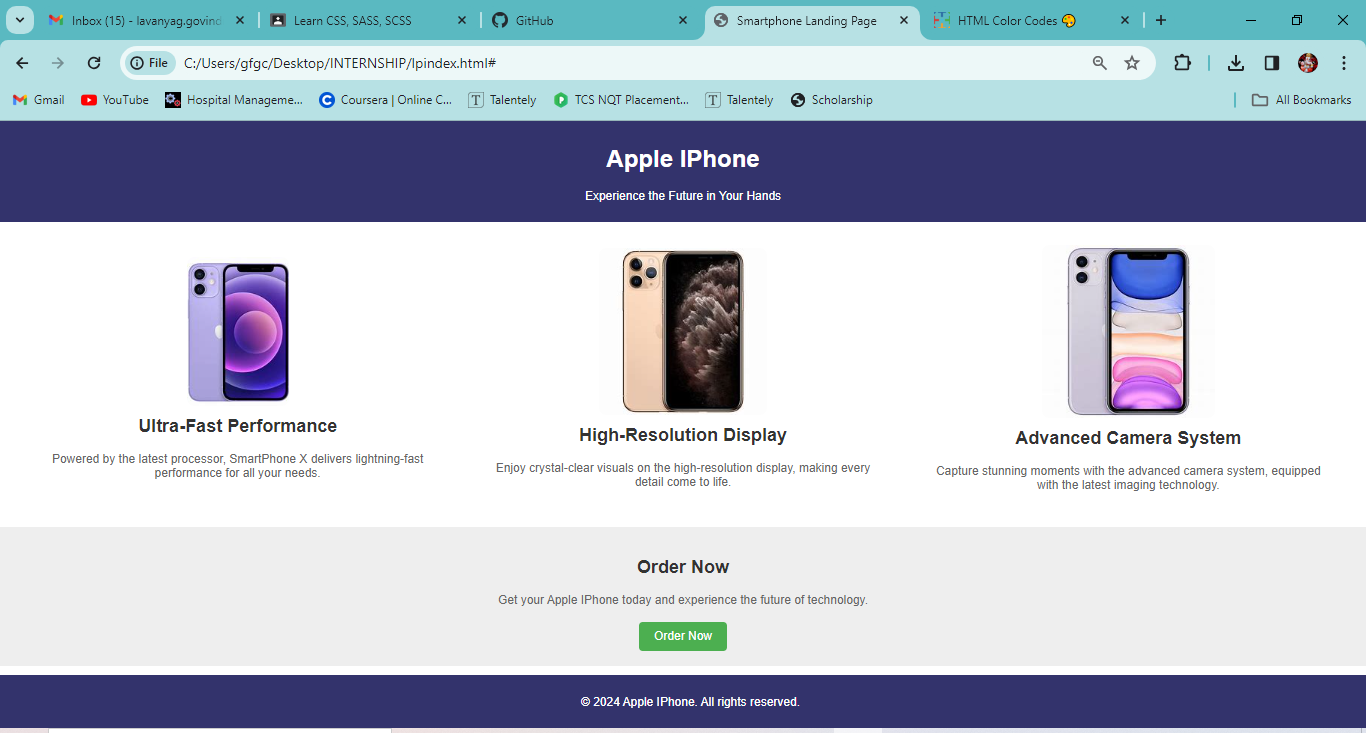 Inbox (15) - lavanyag.govind
Learn CSS, SASS, SCSS
GitHub
Smartphone Landing Page
HTML Color Codes 🎨
File
C:/Users/gfgc/Desktop/INTERNSHIP/lpindex.html#
Gmail
YouTube
Hospital Manageme...
Coursera | Online C...
Talentely
TCS NQT Placement...
Talentely
Scholarship
All Bookmarks
Apple IPhone
Experience the Future in Your Hands
Ultra-Fast Performance
Powered by the latest processor, SmartPhone X delivers lightning-fast
performance for all your needs.
High-Resolution Display
Enjoy crystal-clear visuals on the high-resolution display, making every
detail come to life.
Advanced Camera System
Capture stunning moments with the advanced camera system, equipped
with the latest imaging technology.
Order Now
Get your Apple IPhone today and experience the future of technology.
Order Now
© 2024 Apple IPhone. All rights reserved.